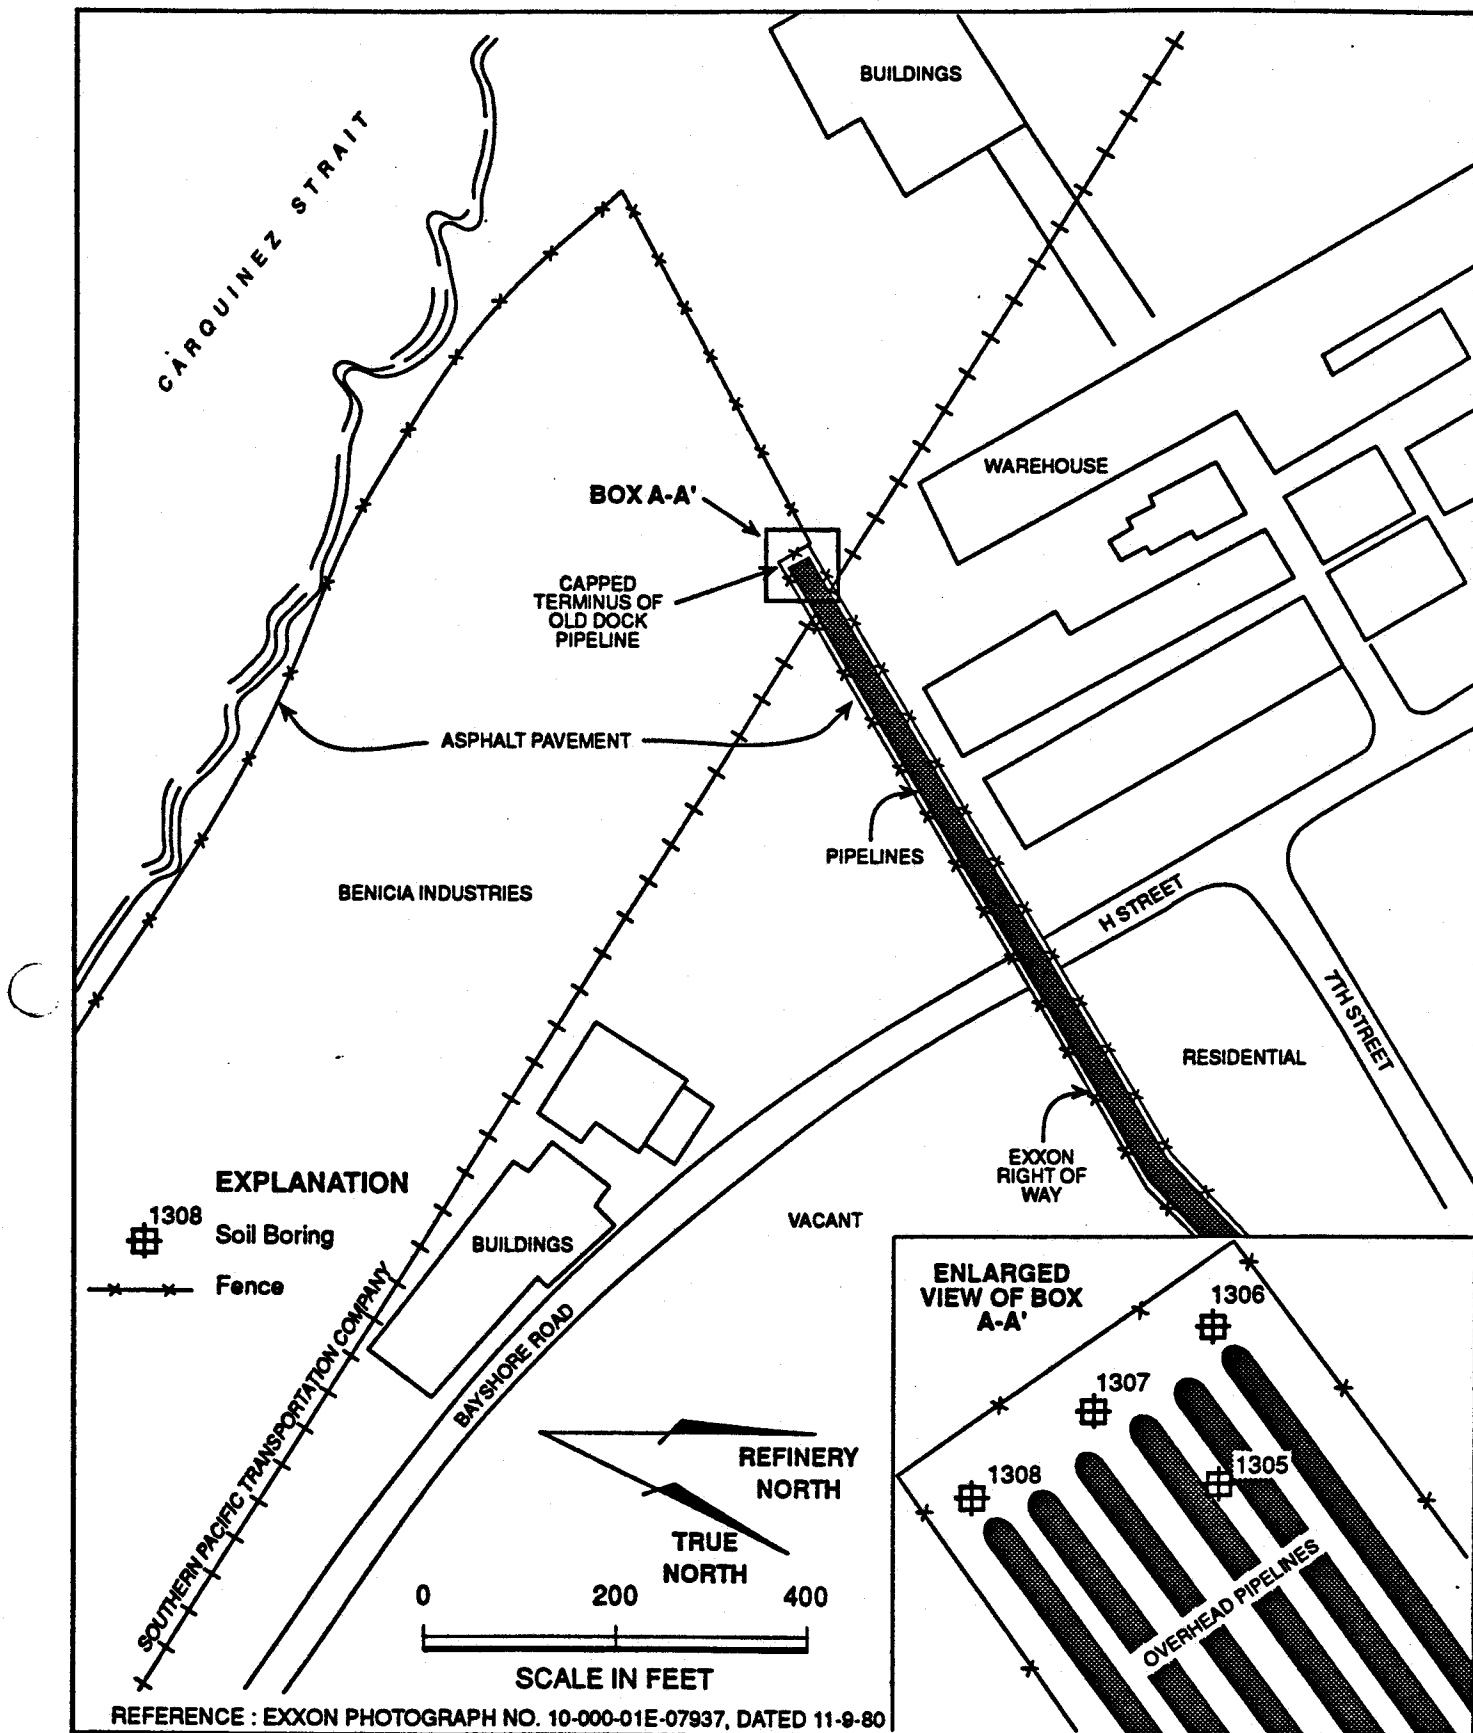 BUILDINGS
CARQUINEZ STRAIT
WAREHOUSE
BOX A-A'
CAPPED
TERMINUS OF
OLD DOCK
PIPELINE
ASPHALT PAVEMENT
PIPELINES
BENICIA INDUSTRIES
H STREET
7TH STREET
RESIDENTIAL
EXXON
RIGHT OF
WAY
VACANT
EXPLANATION
1308
Soil Boring
Fence
BUILDINGS
SOUTHERN PACIFIC TRANSPORTATION COMPANY
BAYSHORE ROAD
REFINERY
NORTH
TRUE
NORTH
0 200 400
SCALE IN FEET
REFERENCE : EXXON PHOTOGRAPH NO. 10-000-01E-07937, DATED 11-9-80
ENLARGED
VIEW OF BOX
A-A'
1306
1307
1308
1305
OVERHEAD PIPELINES